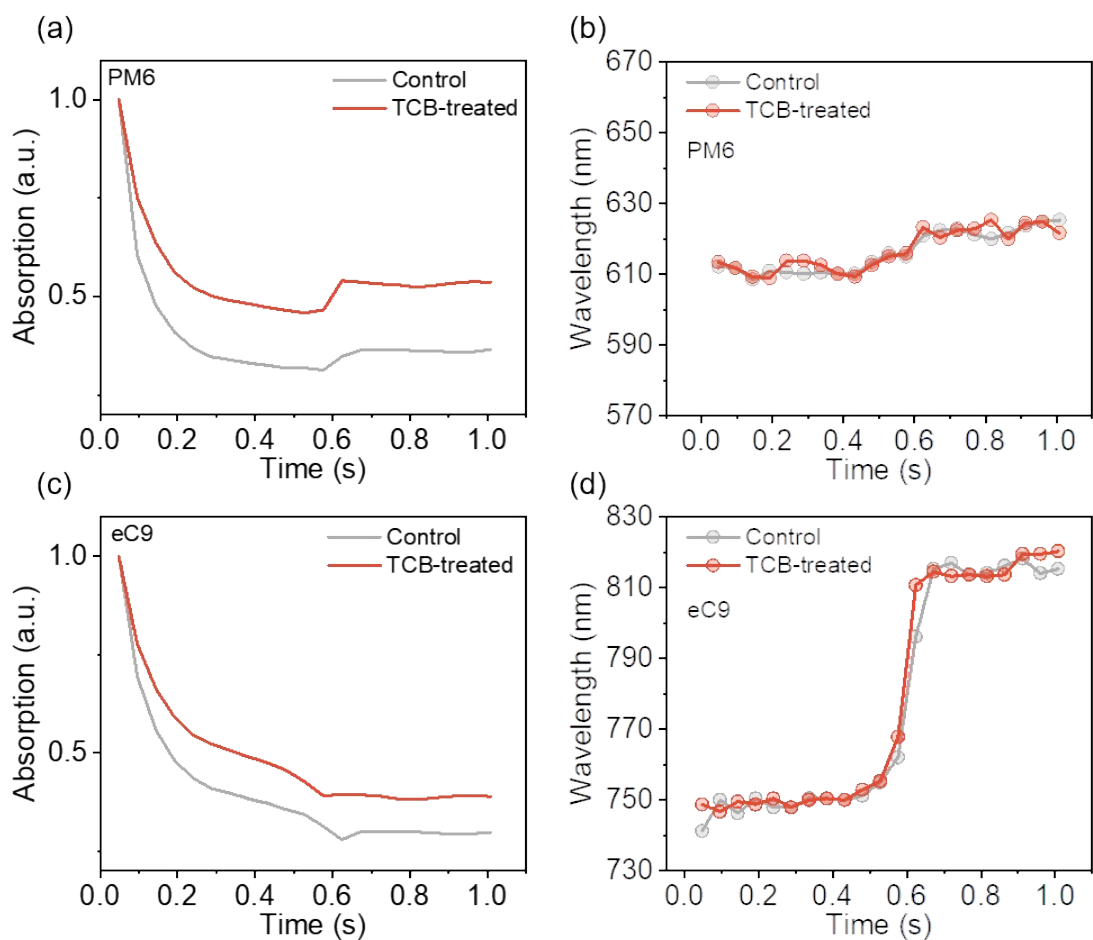 (a)
PM6
Control
TCB-treated
1.0
0.5
Absorption (a.u.)
0.0 0.2 0.4 0.6 0.8 1.0
Time (s)
(b)
Control
TCB-treated
PM6
670
650
630
610
590
570
Wavelength (nm)
0.0 0.2 0.4 0.6 0.8 1.0
Time (s)
(c)
eC9
Control
TCB-treated
1.0
0.5
Absorption (a.u.)
0.0 0.2 0.4 0.6 0.8 1.0
Time (s)
(d)
Control
TCB-treated
eC9
830
810
790
770
750
730
Wavelength (nm)
0.0 0.2 0.4 0.6 0.8 1.0
Time (s)